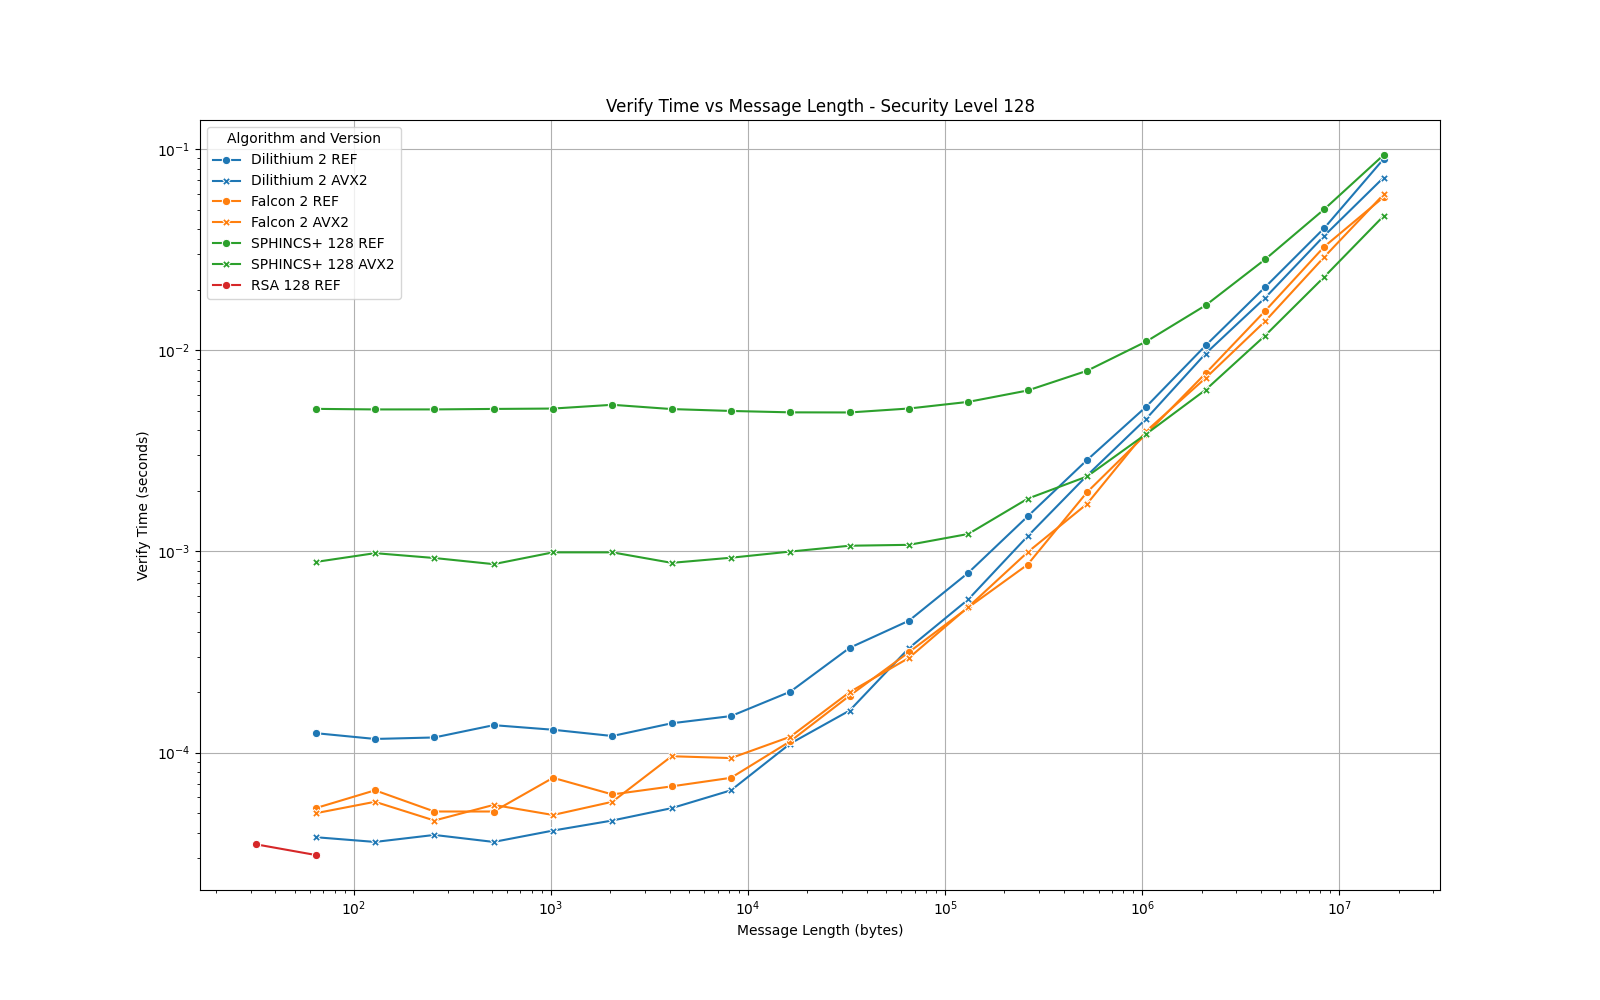 Verify Time vs Message Length - Security Level 128
Algorithm and Version
Dilithium 2 REF
Dilithium 2 AVX2
Falcon 2 REF
Falcon 2 AVX2
SPHINCS+ 128 REF
SPHINCS+ 128 AVX2
RSA 128 REF
Verify Time (seconds)
10⁻¹
10⁻²
10⁻³
10⁻⁴
10² 10³ 10⁴ 10⁵ 10⁶ 10⁷
Message Length (bytes)